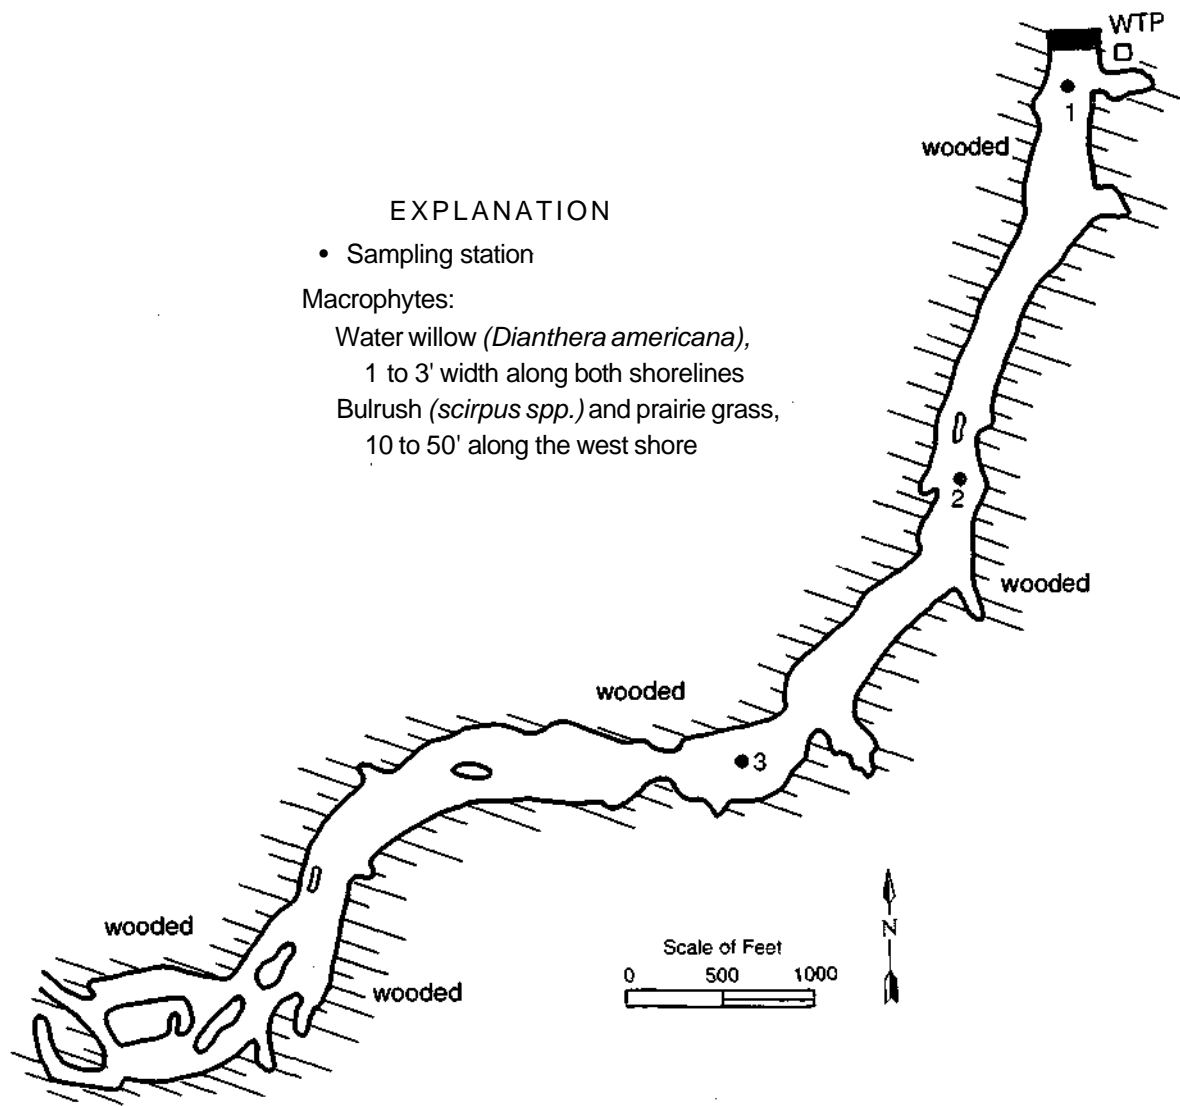 WTP
1
wooded
EXPLANATION
• Sampling station
Macrophytes:
Water willow (Dianthera americana),
1 to 3' width along both shorelines
Bulrush (scirpus spp.) and prairie grass,
10 to 50' along the west shore
2
wooded
wooded
3
wooded
wooded
Scale of Feet
0 500 1000
N